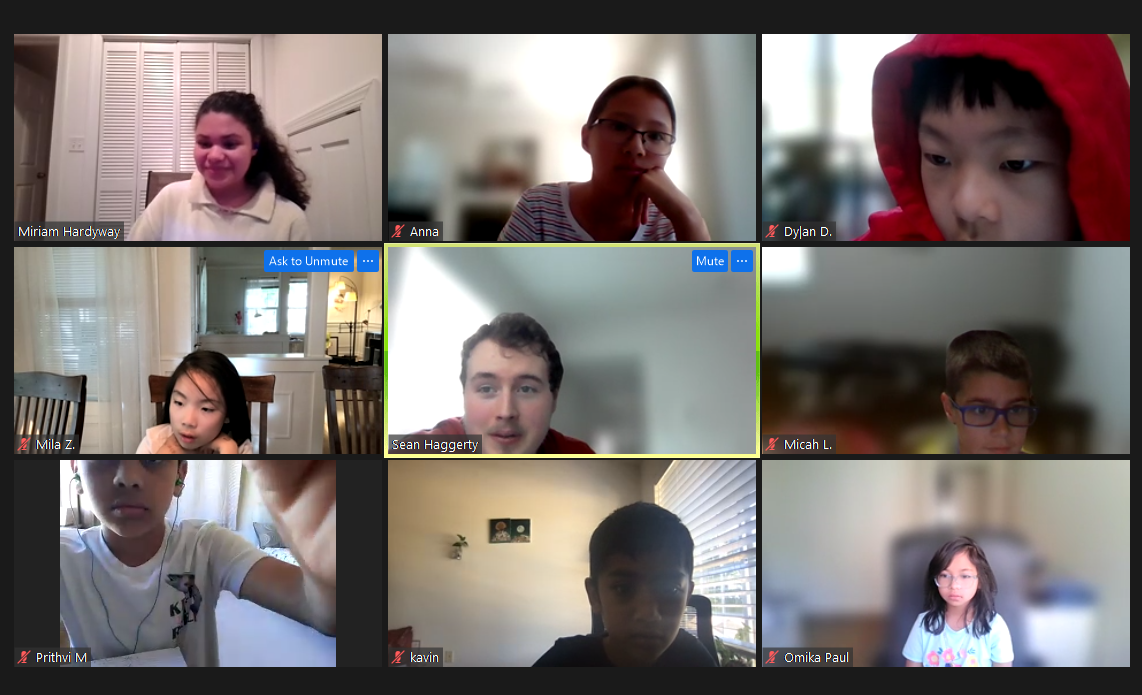 Miriam Hardyway
Anna
Dylan D.
Ask to Unmute
...
Mila Z.
Mute
...
Sean Haggerty
Micah L.
Prithvi M
kavin
Omika Paul